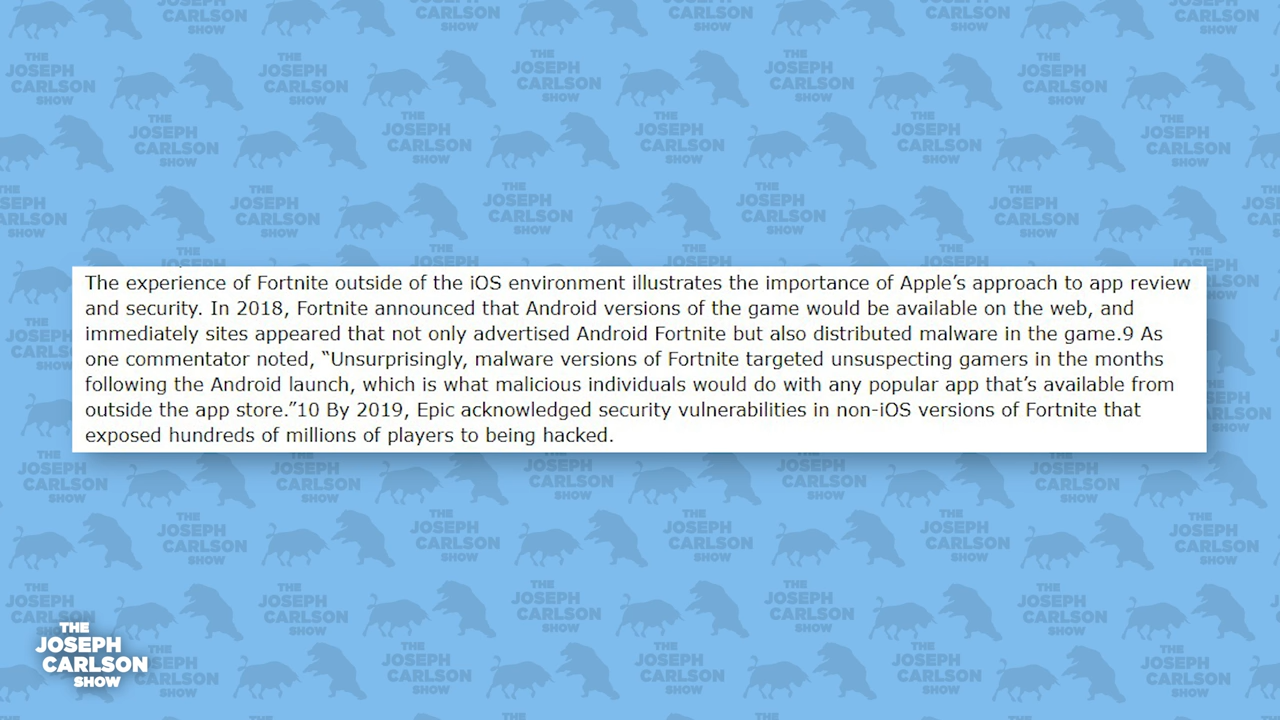 The experience of Fortnite outside of the iOS environment illustrates the importance of Apple’s approach to app review
and security. In 2018, Fortnite announced that Android versions of the game would be available on the web, and
immediately sites appeared that not only advertised Android Fortnite but also distributed malware in the game.9 As
one commentator noted, “Unsurprisingly, malware versions of Fortnite targeted unsuspecting gamers in the months
following the Android launch, which is what malicious individuals would do with any popular app that’s available from
outside the app store.”10 By 2019, Epic acknowledged security vulnerabilities in non-iOS versions of Fortnite that
exposed hundreds of millions of players to being hacked.
THE
JOSEPH
CARLSON
SHOW